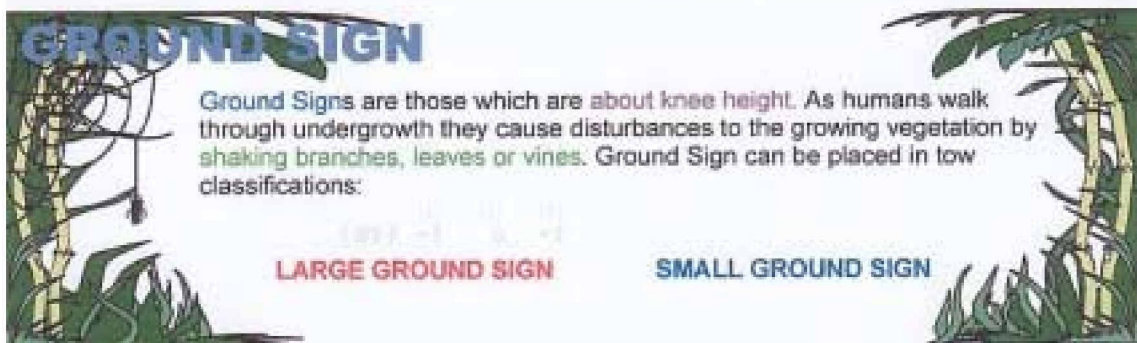 GROUND SIGN
Ground Signs are those which are about knee height. As humans walk
through undergrowth they cause disturbances to the growing vegetation by
shaking branches, leaves or vines. Ground Sign can be placed in tow
classifications:
LARGE GROUND SIGN SMALL GROUND SIGN